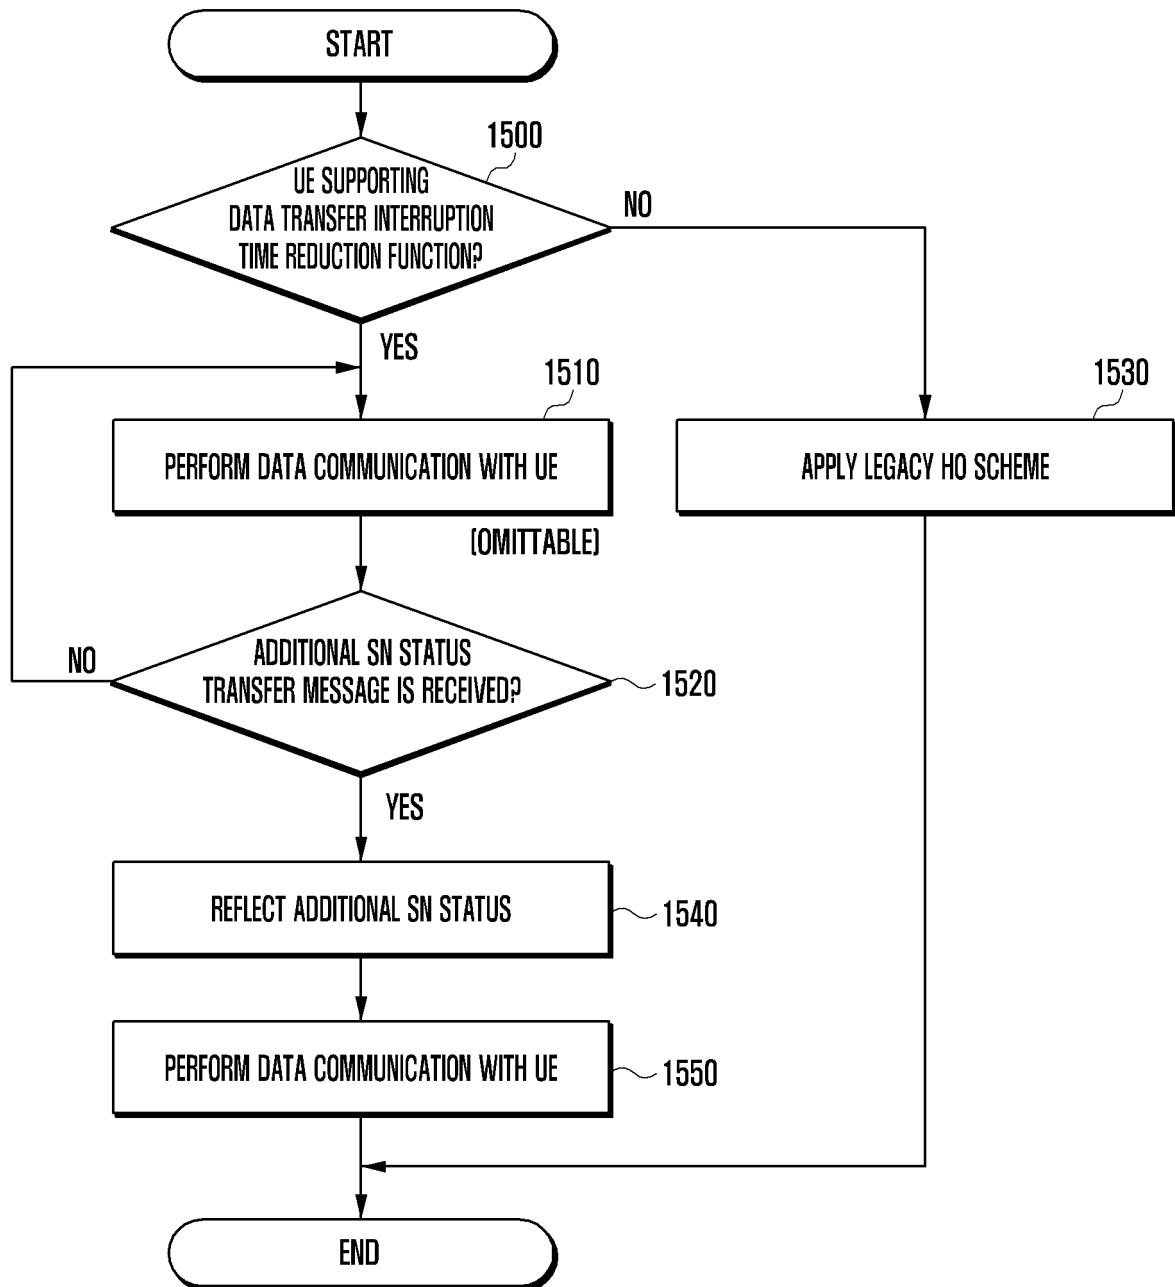 START
1500
UE SUPPORTING
DATA TRANSFER INTERRUPTION
TIME REDUCTION FUNCTION?
NO
YES
1510
1530
PERFORM DATA COMMUNICATION WITH UE
APPLY LEGACY HO SCHEME
(OMITTABLE)
ADDITIONAL SN STATUS
TRANSFER MESSAGE IS RECEIVED?
NO
1520
YES
REFLECT ADDITIONAL SN STATUS
1540
PERFORM DATA COMMUNICATION WITH UE
1550
END